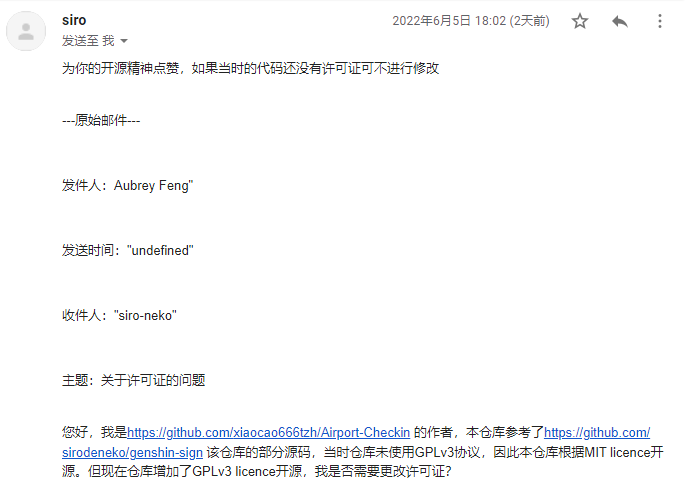 siro
2022年6月5日 18:02 (2天前)
发送至 我
为你的开源精神点赞，如果当时的代码还没有许可证可不进行修改
---原始邮件---
发件人：Aubrey Feng"
发送时间："undefined"
收件人："siro-neko"
主题：关于许可证的问题
您好，我是https://github.com/xiaocao666tzh/Airport-Checkin 的作者，本仓库参考了https://github.com/
sirodeneko/genshin-sign 该仓库的部分源码，当时仓库未使用GPLv3协议，因此本仓库根据MIT licence开
源。但现在仓库增加了GPLv3 licence开源，我是否需要更改许可证？